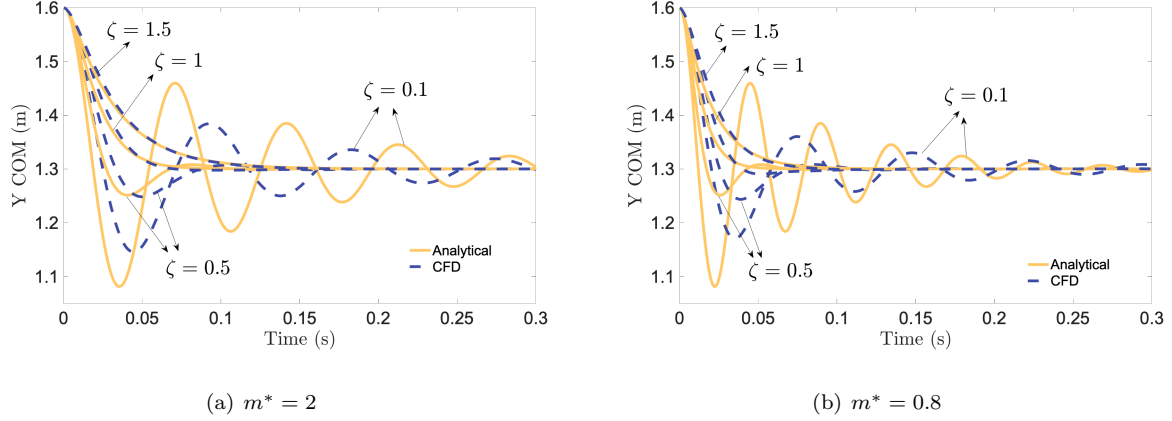 1.6
1.5
1.4
1.3
1.2
1.1
Y COM (m)
0
0.05
0.1
0.15
0.2
0.25
0.3
Time (s)
ζ = 1.5
ζ = 1
ζ = 0.1
ζ = 0.5
Analytical
CFD
(a) m* = 2
1.6
1.5
1.4
1.3
1.2
1.1
Y COM (m)
0
0.05
0.1
0.15
0.2
0.25
0.3
Time (s)
ζ = 1.5
ζ = 1
ζ = 0.1
ζ = 0.5
Analytical
CFD
(b) m* = 0.8